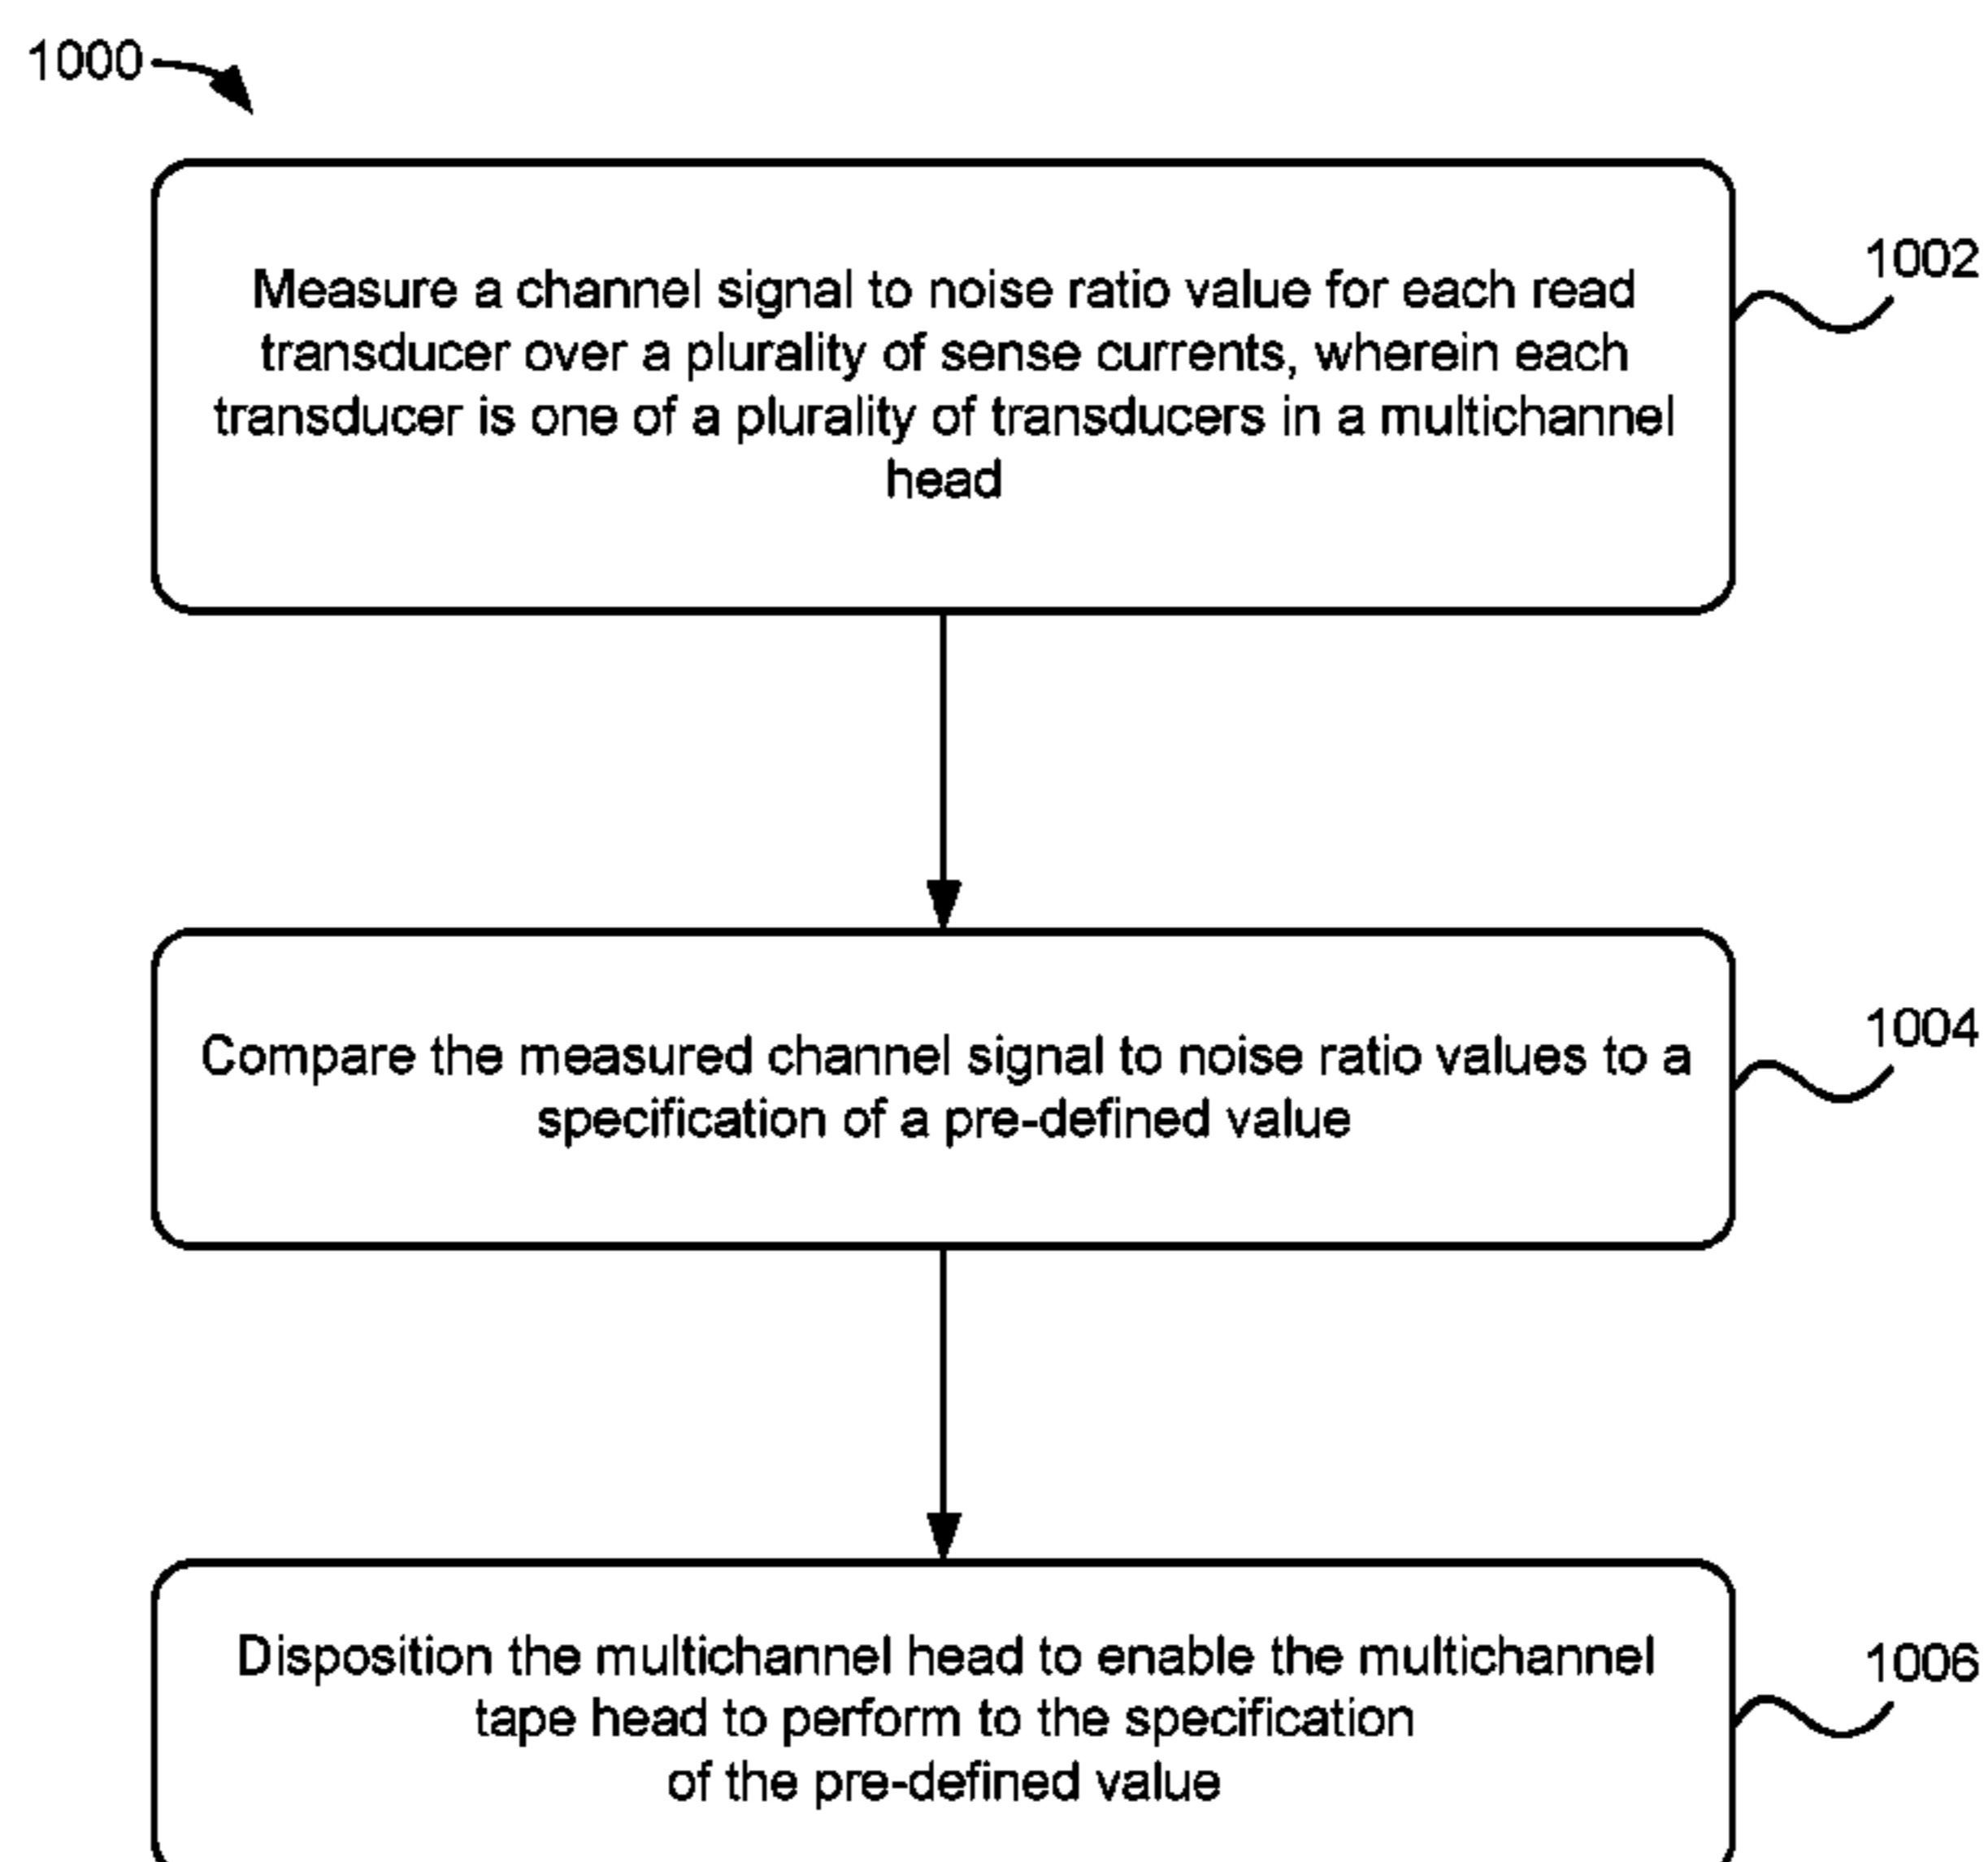 1000
Measure a channel signal to noise ratio value for each read
transducer over a plurality of sense currents, wherein each
transducer is one of a plurality of transducers in a multichannel
head
1002
Compare the measured channel signal to noise ratio values to a
specification of a pre-defined value
1004
Disposition the multichannel head to enable the multichannel
tape head to perform to the specification
of the pre-defined value
1006